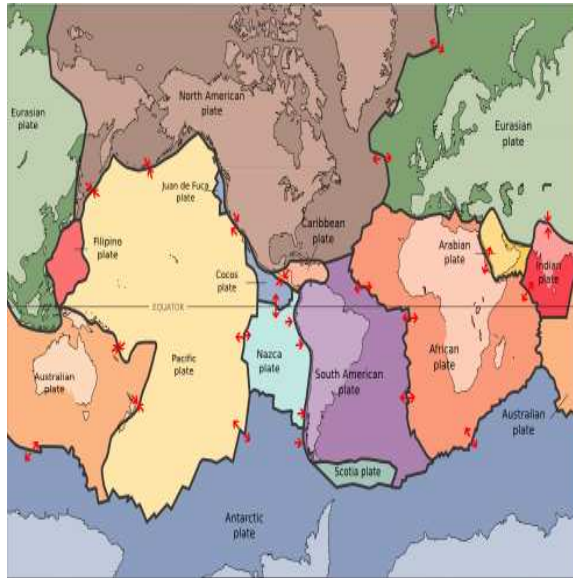 North American
plate
Eurasian
plate
Eurasian
plate
Juan de Fuca
plate
Caribbean
plate
Filipino
plate
Arabian
plate
Indian
plate
Cocos
plate
EQUATOR
Nazca
plate
Pacific
plate
Australian
plate
South American
plate
African
plate
Australian
plate
Scotia plate
Antarctic
plate